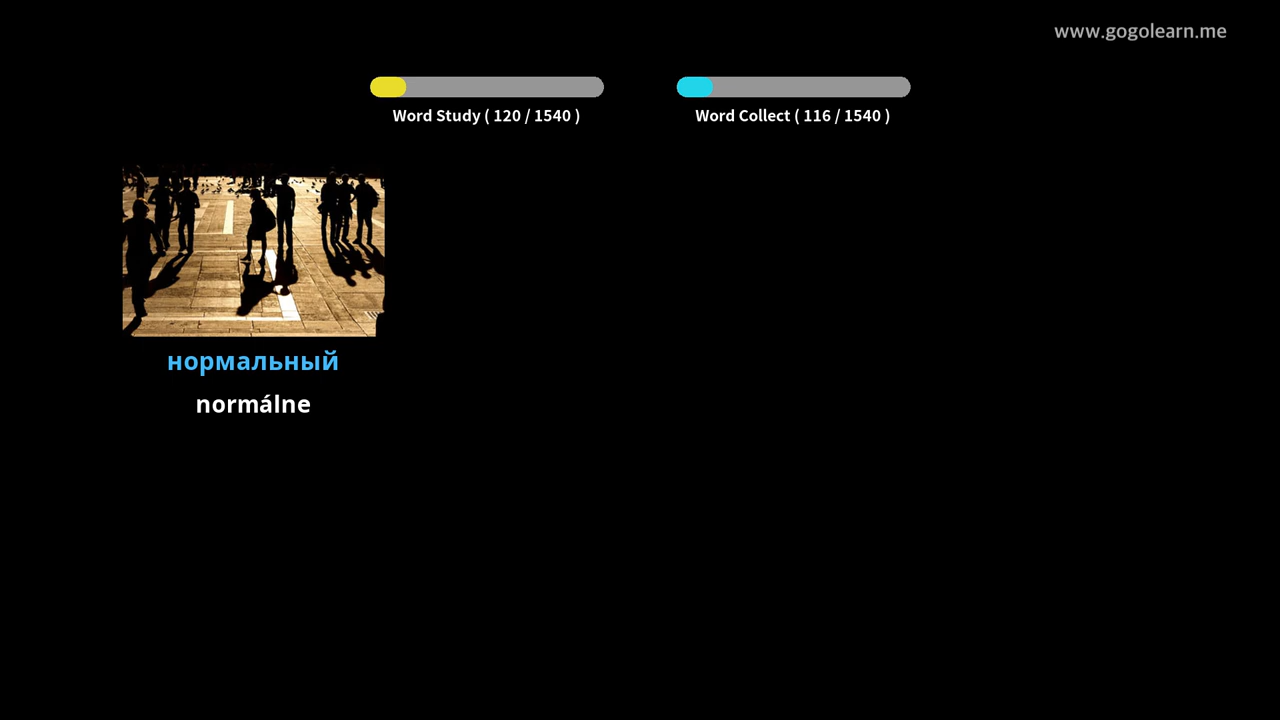 www.gogolearn.me
Word Study ( 120 / 1540 )
Word Collect ( 116 / 1540 )
нормальный
normálne